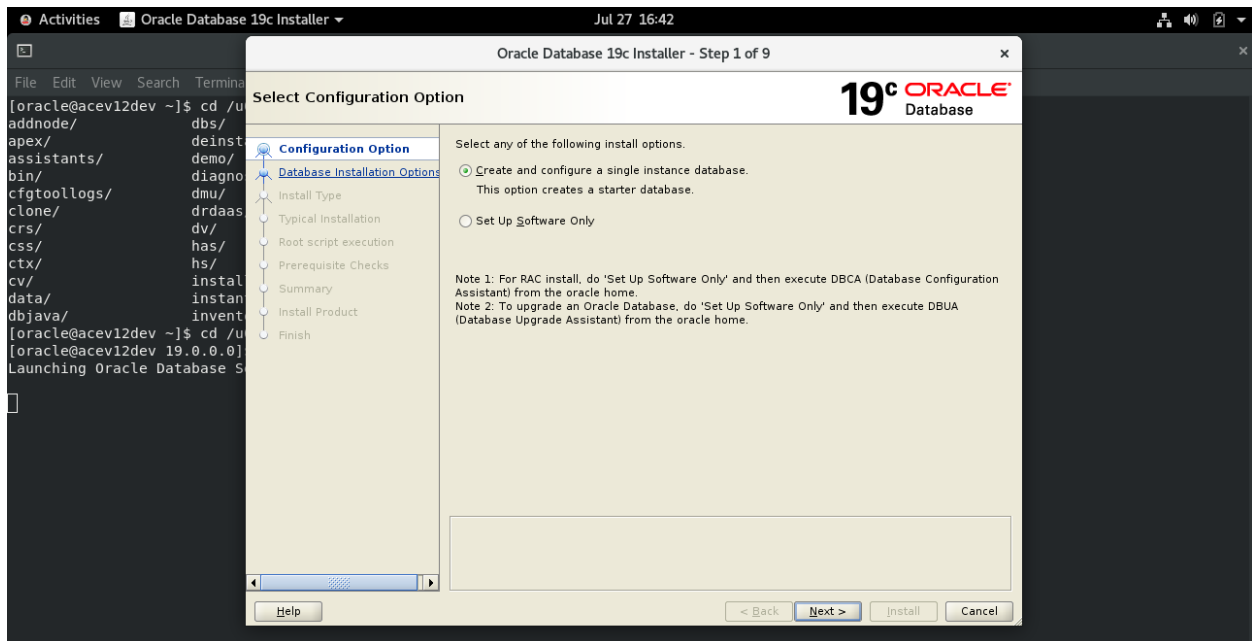 Activities Oracle Database 19c Installer Jul 27 16:42
Oracle Database 19c Installer - Step 1 of 9
File Edit View Search Termina
[oracle@acev12dev ~]$ cd /u
addnode/ dbs/
apex/ deinst
assistants/ demo/
bin/ diagno
cfgtoollogs/ dmu/
clone/ drdaas
crs/ dv/
css/ has/
ctx/ hs/
cv/ instal
data/ instan
dbjava/ invent
[oracle@acev12dev ~]$ cd /u
[oracle@acev12dev 19.0.0.0]
Launching Oracle Database S
Select Configuration Option
19c ORACLE
Database
Configuration Option
Database Installation Options
Install Type
Typical Installation
Root script execution
Prerequisite Checks
Summary
Install Product
Finish
Select any of the following install options.
Create and configure a single instance database.
This option creates a starter database.
Set Up Software Only
Note 1: For RAC install, do 'Set Up Software Only' and then execute DBCA (Database Configuration
Assistant) from the oracle home.
Note 2: To upgrade an Oracle Database, do 'Set Up Software Only' and then execute DBUA
(Database Upgrade Assistant) from the oracle home.
Help < Back Next > Install Cancel